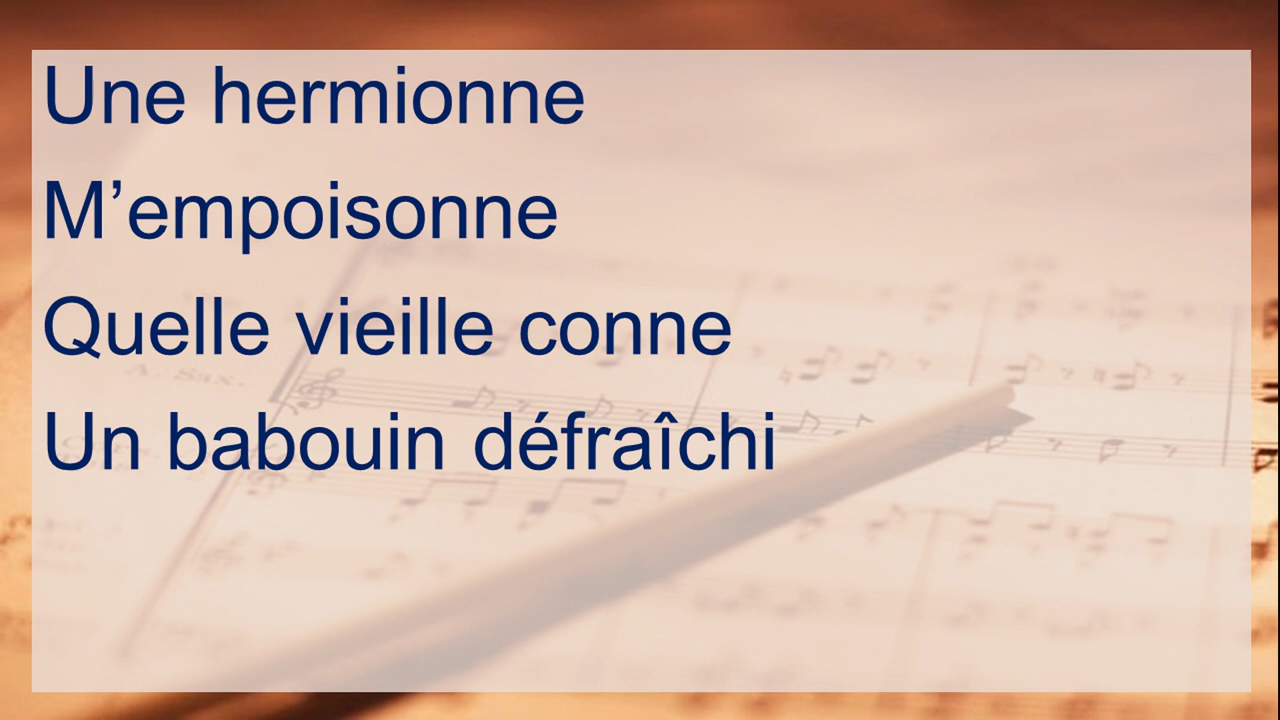 Une hermionne
M’empoisonne
Quelle vieille conne
Un babouin défraîchi